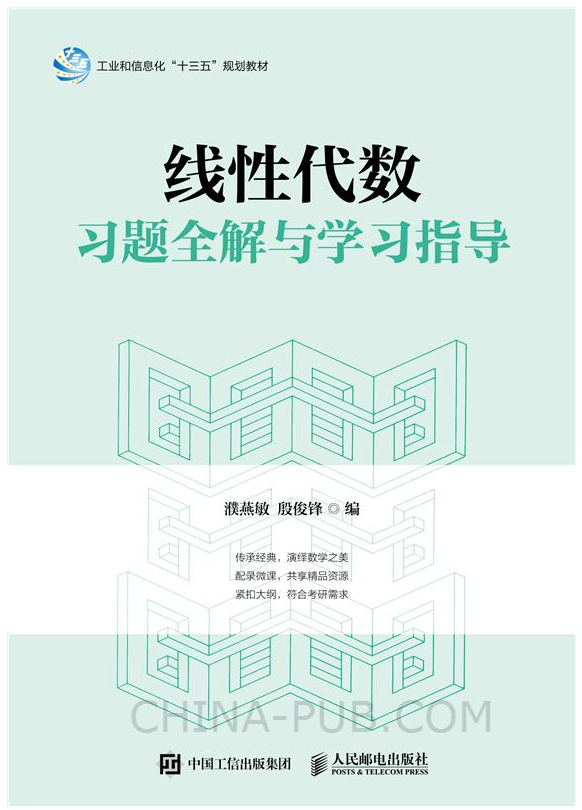 工业和信息化“十三五”规划教材
线性代数
习题全解与学习指导
濮燕敏 殷俊锋◎编
传承经典，演绎数学之美
配录微课，共享精品资源
紧扣大纲，符合考研需求
CHINA-PUB.COM
中国工信出版集团 人民邮电出版社
POSTS & TELECOM PRESS